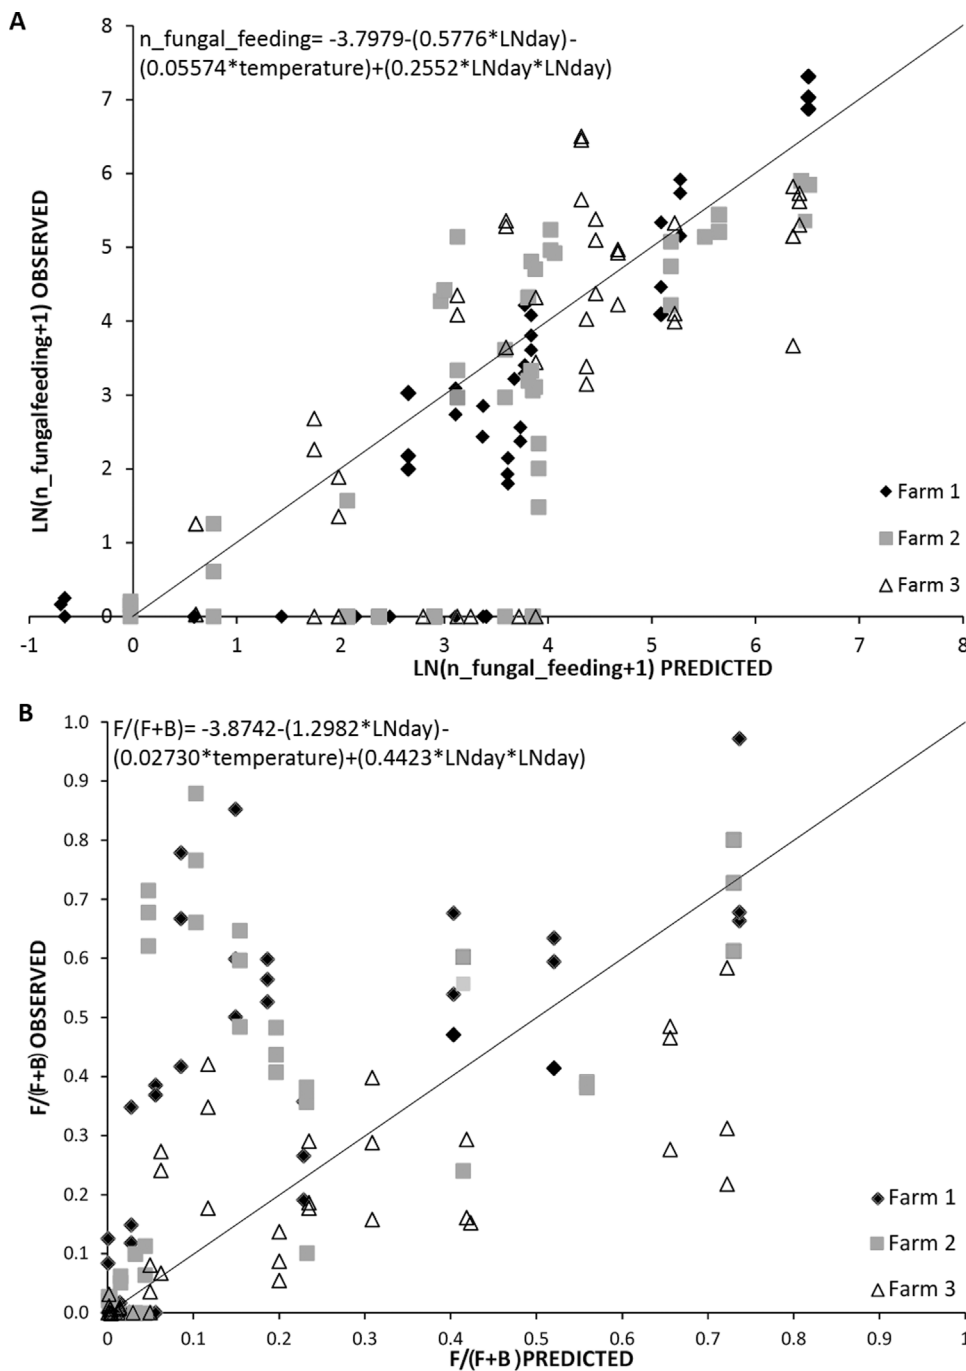 A
8
n_fungal_feeding= -3.7979-(0.5776*LNday)-
(0.05574*temperature)+(0.2552*LNday*LNday)
7
6
5
4
3
2
1
0
LN(n_fungalfeeding+1) OBSERVED
Farm 1
Farm 2
Farm 3
-1 0 1 2 3 4 5 6 7 8
LN(n_fungal_feeding+1) PREDICTED
B
1.0
F/(F+B)= -3.8742-(1.2982*LNday)-
(0.02730*temperature)+(0.4423*LNday*LNday)
0.9
0.8
0.7
0.6
0.5
0.4
0.3
0.2
0.1
0.0
F/(F+B) OBSERVED
Farm 1
Farm 2
Farm 3
0 0.1 0.2 0.3 0.4 0.5 0.6 0.7 0.8 0.9 1
F/(F+B )PREDICTED